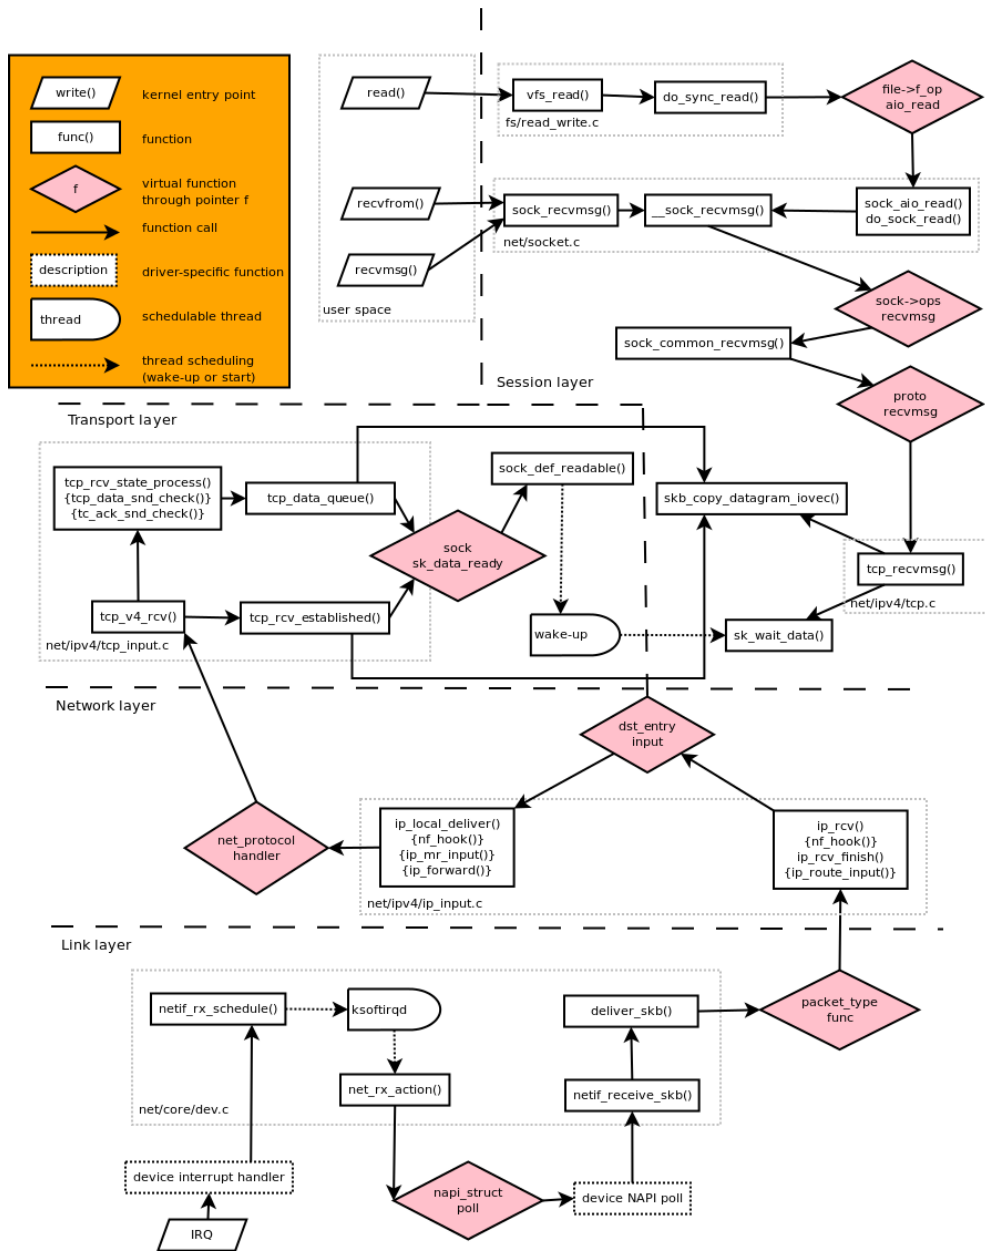 write()
kernel entry point
func()
function
f
virtual function
through pointer f
function call
description
driver-specific function
thread
schedulable thread
thread scheduling
(wake-up or start)
read()
recvfrom()
recvmsg()
user space
vfs_read()
do_sync_read()
fs/read_write.c
file->f_op
aio_read
sock_recvmsg()
__sock_recvmsg()
sock_aio_read()
do_sock_read()
net/socket.c
sock->ops
recvmsg
sock_common_recvmsg()
proto
recvmsg
Session layer
Transport layer
tcp_rcv_state_process()
{tcp_data_snd_check()}
{tc_ack_snd_check()}
tcp_data_queue()
sock_def_readable()
skb_copy_datagram_iovec()
sock
sk_data_ready
tcp_recvmsg()
net/ipv4/tcp.c
tcp_v4_rcv()
tcp_rcv_established()
net/ipv4/tcp_input.c
wake-up
sk_wait_data()
Network layer
dst_entry
input
net_protocol
handler
ip_local_deliver()
{nf_hook()}
{ip_mr_input()}
{ip_forward()}
ip_rcv()
{nf_hook()}
ip_rcv_finish()
{ip_route_input()}
net/ipv4/ip_input.c
Link layer
netif_rx_schedule()
ksoftirqd
deliver_skb()
packet_type
func
net_rx_action()
netif_receive_skb()
net/core/dev.c
device interrupt handler
napi_struct
poll
device NAPI poll
IRQ